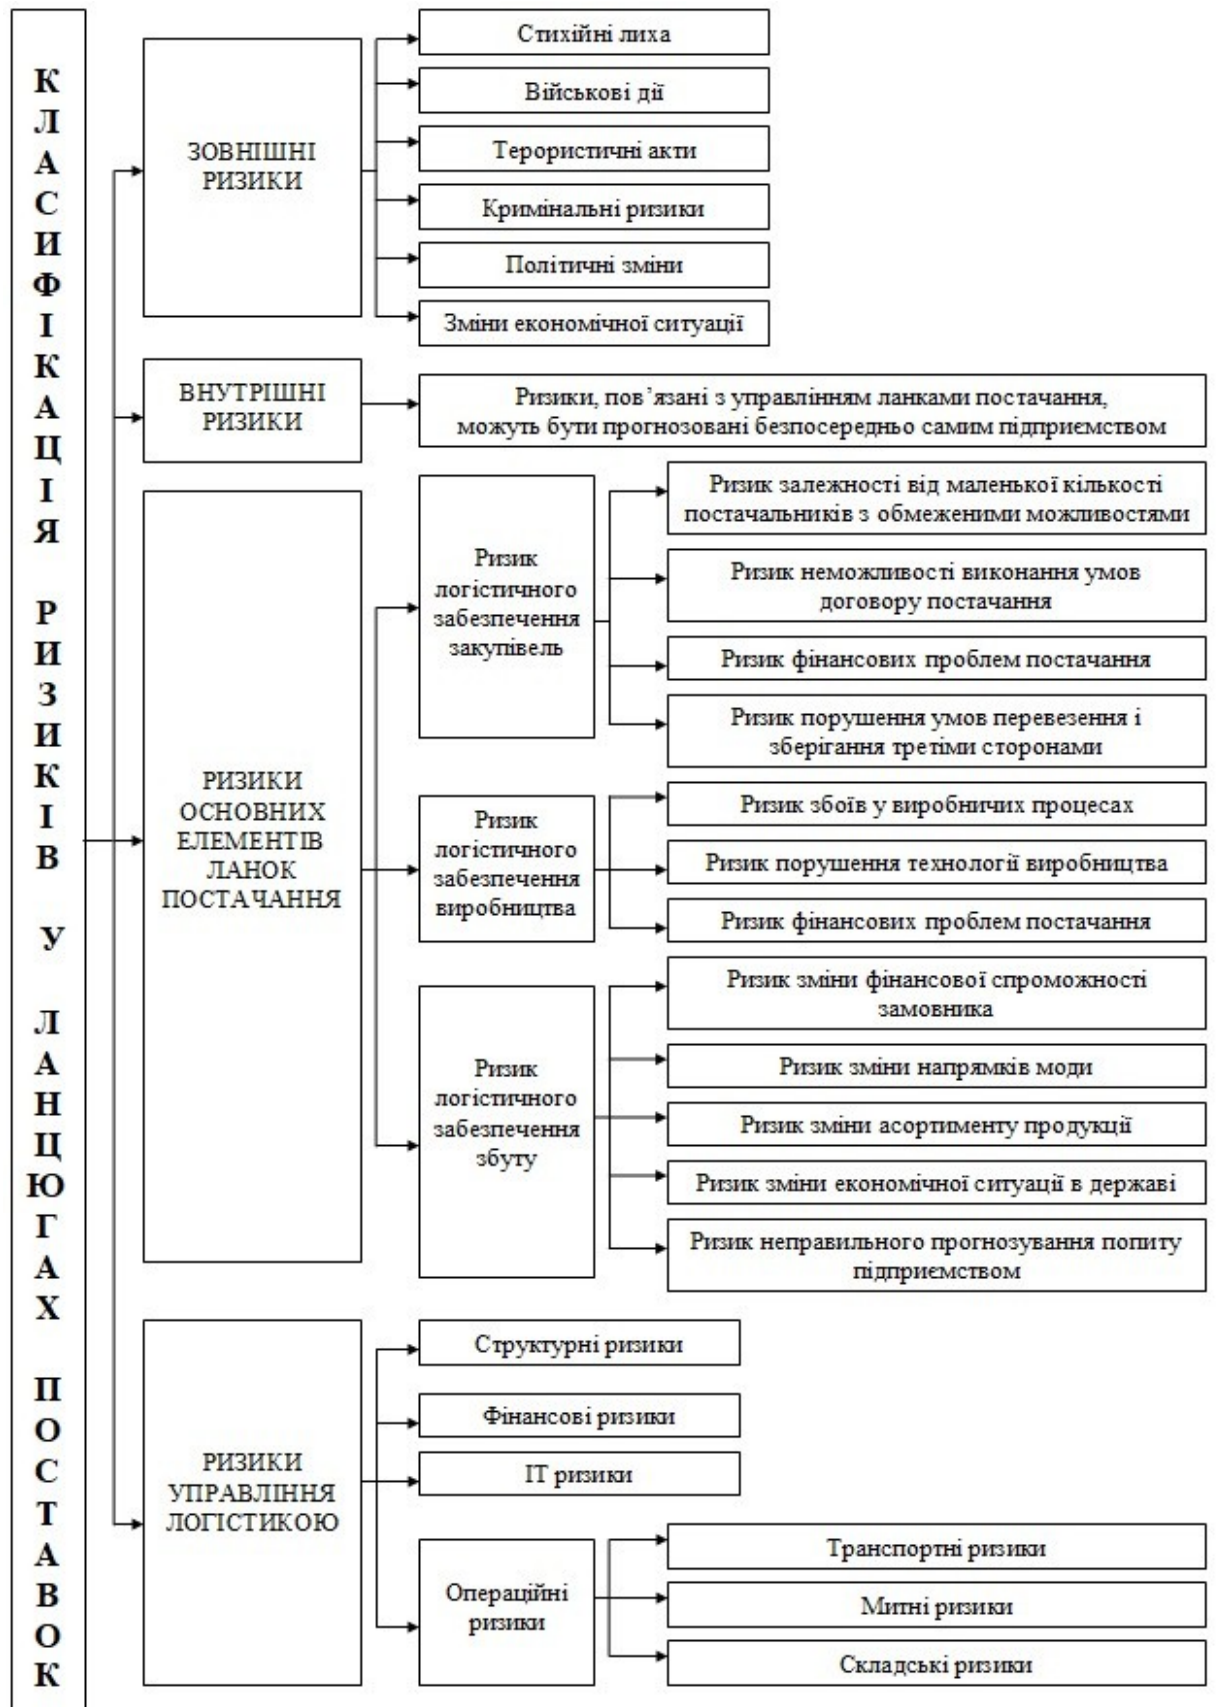 КЛАСИФІКАЦІЯ РИЗИКІВ У ЛАНЦЮГАХ ПОСТАВОК
ЗОВНІШНІ
РИЗИКИ
Стихійні лиха
Військові дії
Терористичні акти
Кримінальні ризики
Політичні зміни
Зміни економічної ситуації
ВНУТРІШНІ
РИЗИКИ
Ризики, пов’язані з управлінням ланками постачання,
можуть бути прогнозовані безпосередньо самим підприємством
РИЗИКИ
ОСНОВНИХ
ЕЛЕМЕНТІВ
ЛАНОК
ПОСТАЧАННЯ
Ризик
логістичного
забезпечення
закупівель
Ризик залежності від маленької кількості
постачальників з обмеженими можливостями
Ризик неможливості виконання умов
договору постачання
Ризик фінансових проблем постачання
Ризик порушення умов перевезення і
зберігання третіми сторонами
Ризик
логістичного
забезпечення
виробництва
Ризик збоїв у виробничих процесах
Ризик порушення технології виробництва
Ризик фінансових проблем постачання
Ризик
логістичного
забезпечення
збуту
Ризик зміни фінансової спроможності
замовника
Ризик зміни напрямків моди
Ризик зміни асортименту продукції
Ризик зміни економічної ситуації в державі
Ризик неправильного прогнозування попиту
підприємством
РИЗИКИ
УПРАВЛІННЯ
ЛОГІСТИКОЮ
Структурні ризики
Фінансові ризики
ІТ ризики
Операційні
ризики
Транспортні ризики
Митні ризики
Складські ризики